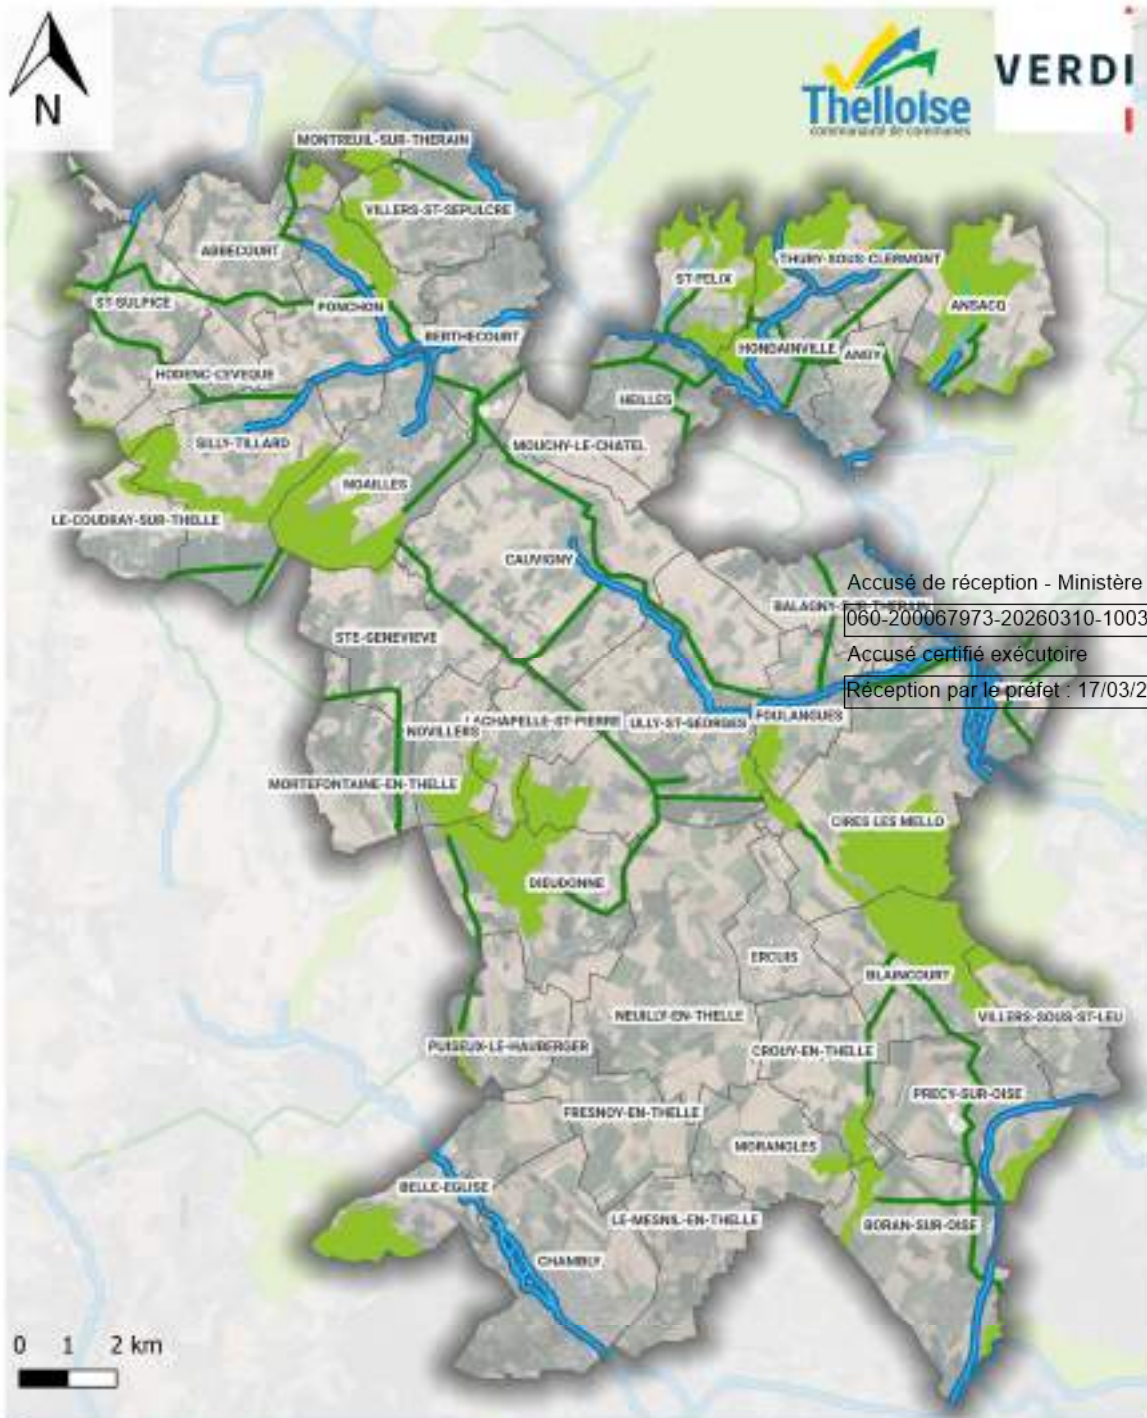 N
Thelloise
communauté de communes
VERDI
MONTREUIL-SUR-THERAIN
VILLERS-ST-SEPULCRE
ABBECOURT
ST-FELIX
THURY-SOUS-CLERMONT
ST-SULPICE
PONCHON
ANSACQ
BERTHECOURT
HONDAINVILLE
ANGY
HODENC-L'EVEQUE
HEILLES
SILLY-TILLARD
MOUCHY-LE-CHATEL
NOAILLES
LE-COUDRAY-SUR-THELLE
CAUVIGNY
Accusé de réception - Ministère
BALAGNY-SUR-THERAIN
060-200067973-20260310-1003
STE-GENEVIEVE
Accusé certifié exécutoire
Réception par le préfet : 17/03/2
LACHAPELLE-ST-PIERRE
ULLY-ST-GEORGES
FOULANGUES
NOVILLERS
MORTEFONTAINE-EN-THELLE
CIRES LES MELLO
DIEUDONNE
ERCUIS
BLAINCOURT
NEUILLY-EN-THELLE
VILLERS-SOUS-ST-LEU
PUISEUX-LE-HAUBERGER
CROUY-EN-THELLE
PRECY-SUR-OISE
FRESNOY-EN-THELLE
MORANGLES
BELLE-EGLISE
LE-MESNIL-EN-THELLE
BORAN-SUR-OISE
CHAMBLY
0 1 2 km